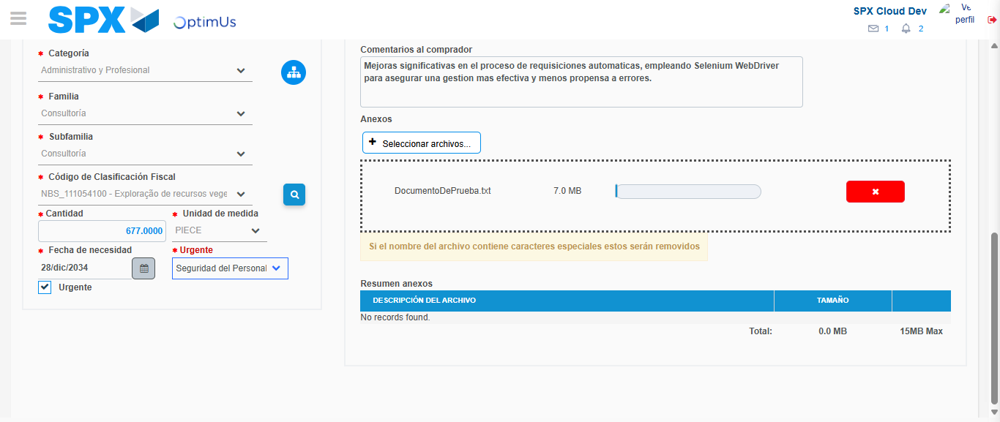 SPX
OptimUs
SPX Cloud Dev
1
2
Ve
perfil
* Categoría
Administrativo y Profesional
* Familia
Consultoría
* Subfamilia
Consultoría
* Código de Clasificación Fiscal
NBS_111054100 - Exploração de recursos vege
* Cantidad
* Unidad de medida
677.0000
PIECE
* Fecha de necesidad
* Urgente
28/dic/2034
Seguridad del Personal
Urgente
Comentarios al comprador
Mejoras significativas en el proceso de requisiciones automaticas, empleando Selenium WebDriver
para asegurar una gestion mas efectiva y menos propensa a errores.
Anexos
+ Seleccionar archivos...
DocumentoDePrueba.txt
7.0 MB
Si el nombre del archivo contiene caracteres especiales estos serán removidos
Resumen anexos
DESCRIPCIÓN DEL ARCHIVO
TAMAÑO
No records found.
Total:
0.0 MB
15MB Max